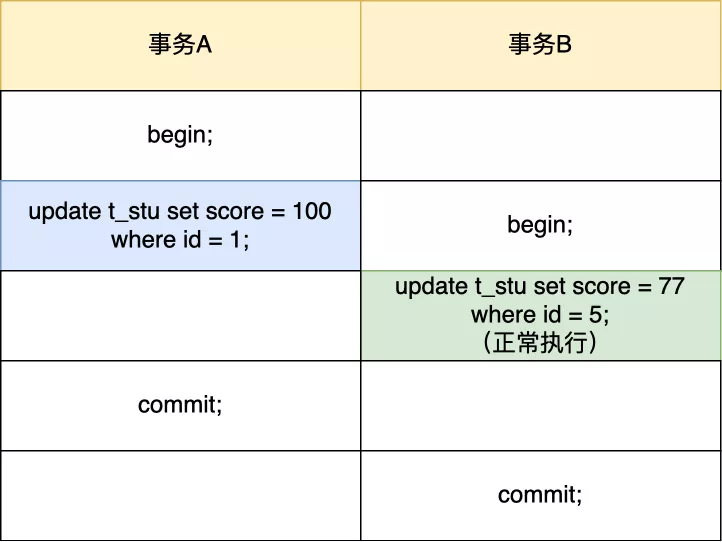 事务A
事务B
begin;
update t_stu set score = 100
where id = 1;
begin;
update t_stu set score = 77
where id = 5;
（正常执行）
commit;
commit;